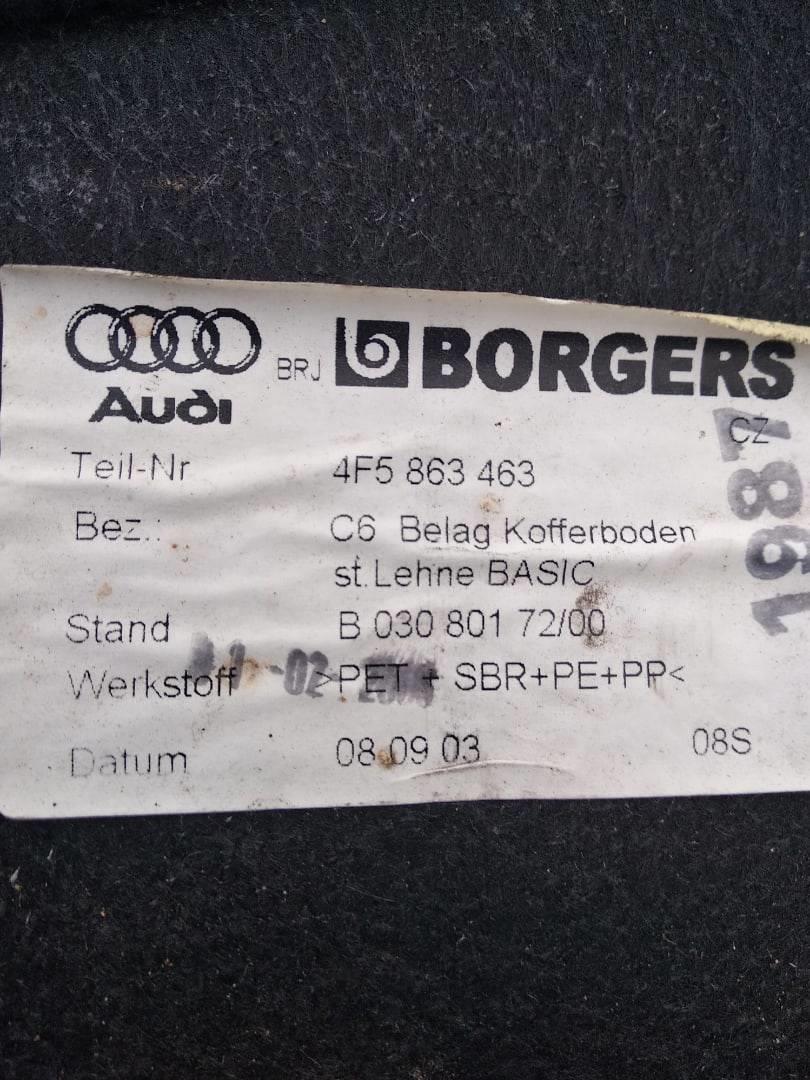 Audi
BRJ BORGERS
CZ
Teil-Nr 4F5 863 463
Bez.: C6 Belag Kofferboden
st. Lehne BASIC
Stand B 030 801 72/00
Werkstoff >PET + SBR+PE+PP<
Datum 08 09 03 08S
1987